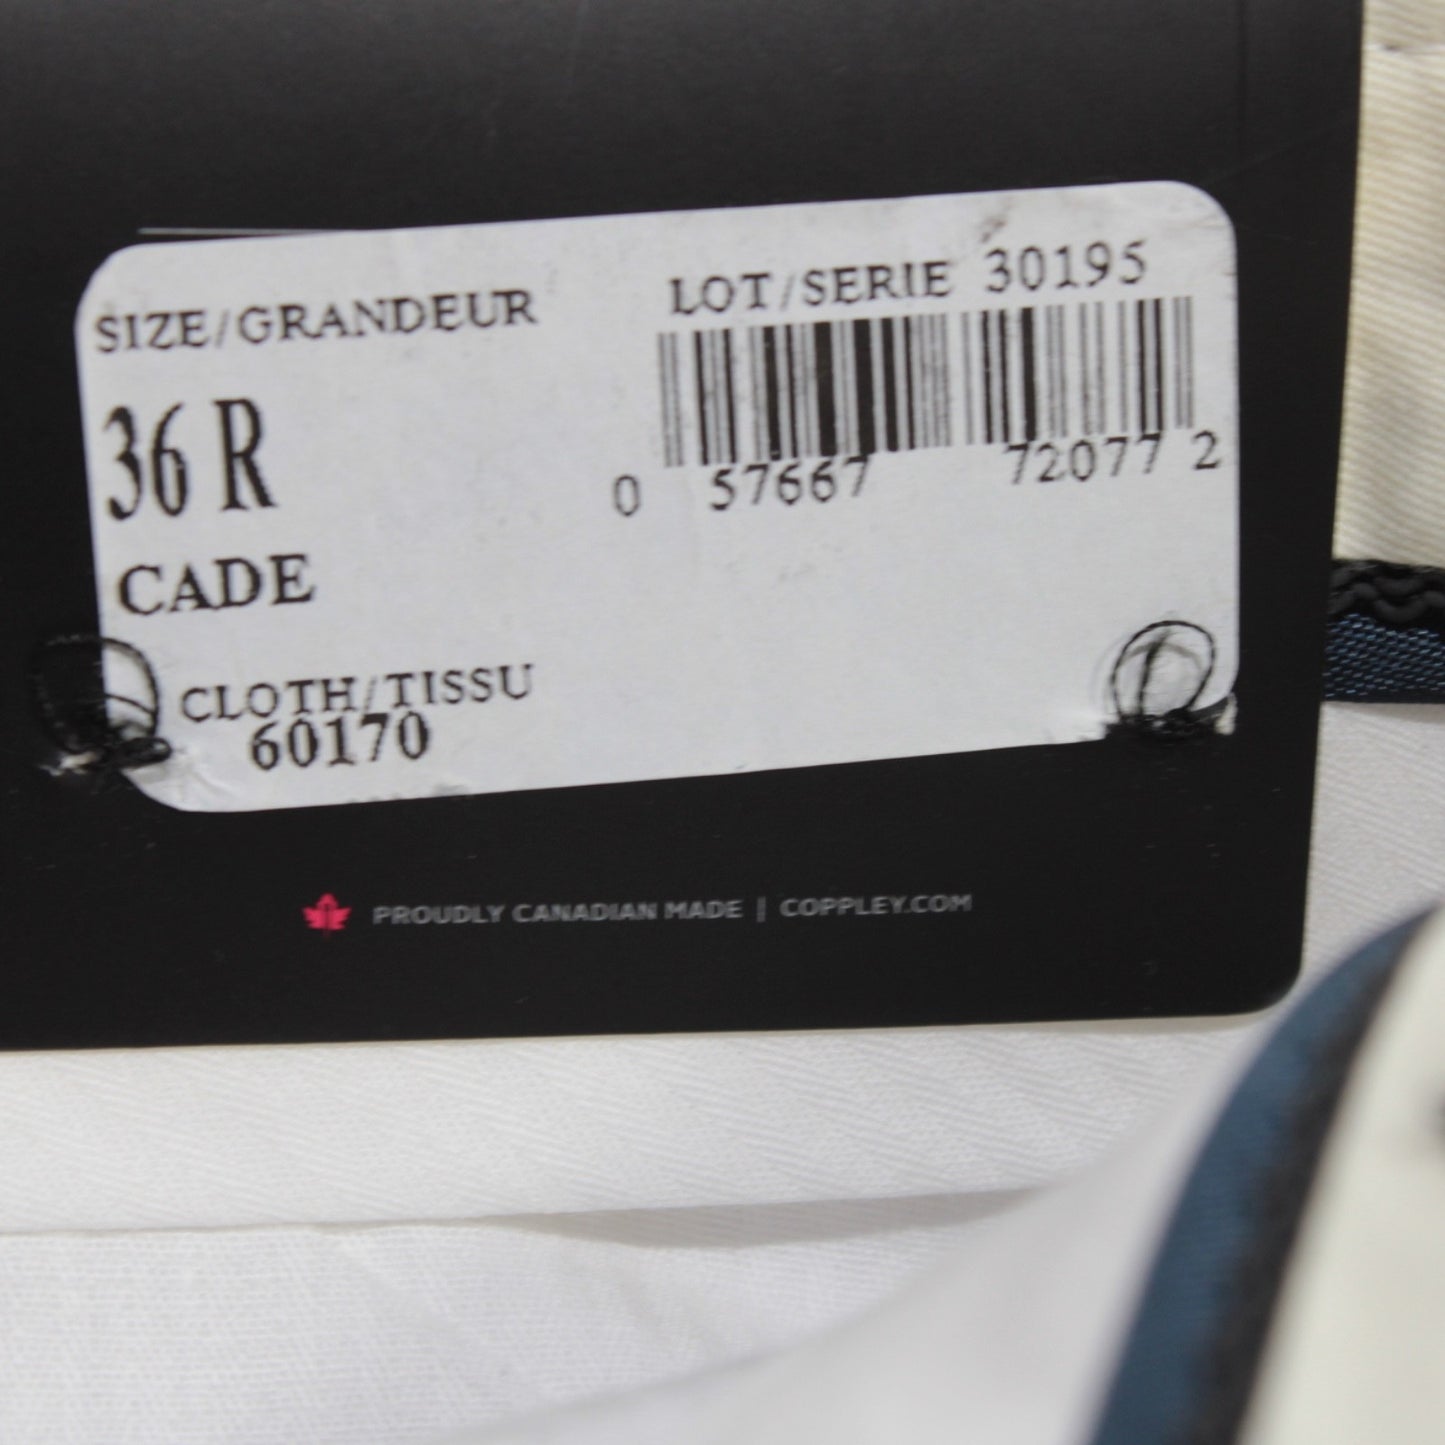 SIZE/GRANDEUR
36 R
CADE
CLOTH/TISSU
60170
LOT/SERIE 30195
0 57667 72077 2
PROUDLY CANADIAN MADE | COPPLEY.COM